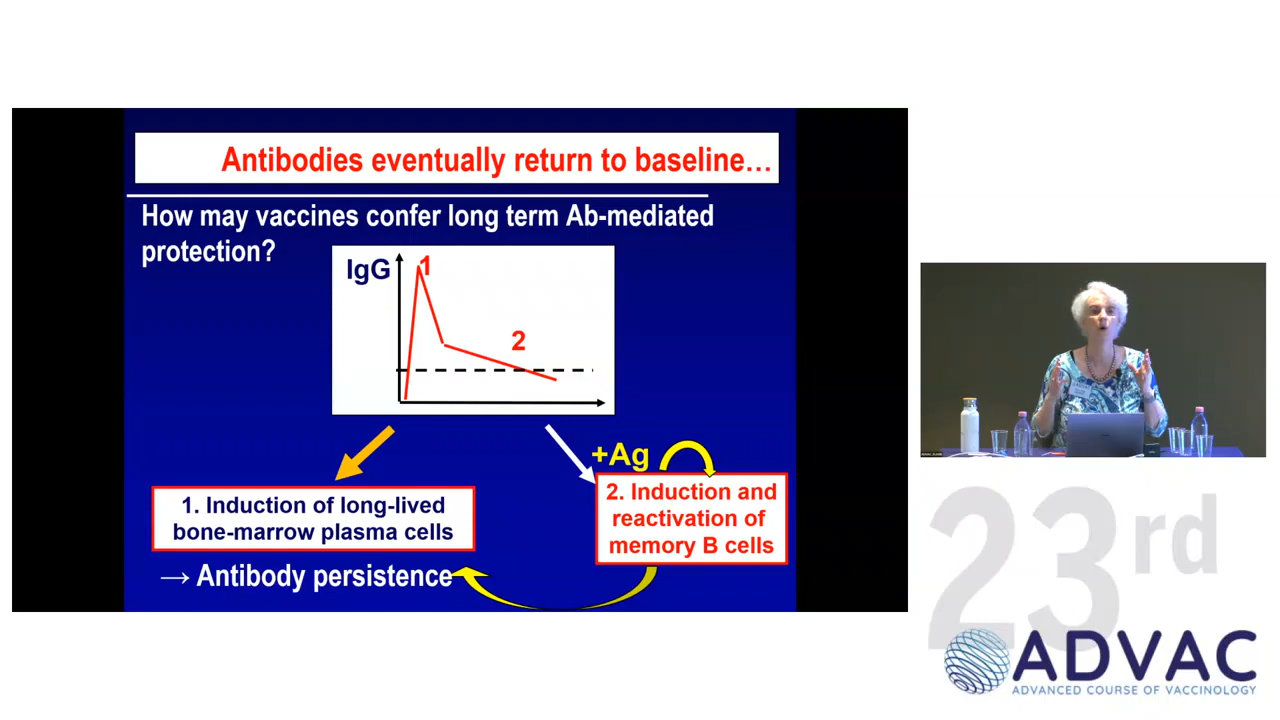 Antibodies eventually return to baseline…
How may vaccines confer long term Ab-mediated
protection?
IgG
1
2
+Ag
1. Induction of long-lived
bone-marrow plasma cells
2. Induction and
reactivation of
memory B cells
→ Antibody persistence
23rd
ADVAC
ADVANCED COURSE OF VACCINOLOGY